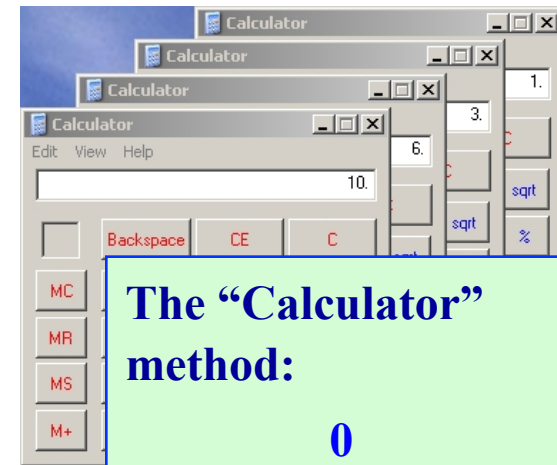 Calculator
Calculator
1.
Calculator
3.
C
sqrt
Calculator
6.
sqrt
%
Edit View Help
10.
Backspace CE C
MC
MR
MS
M+
The “Calculator”
method:
0